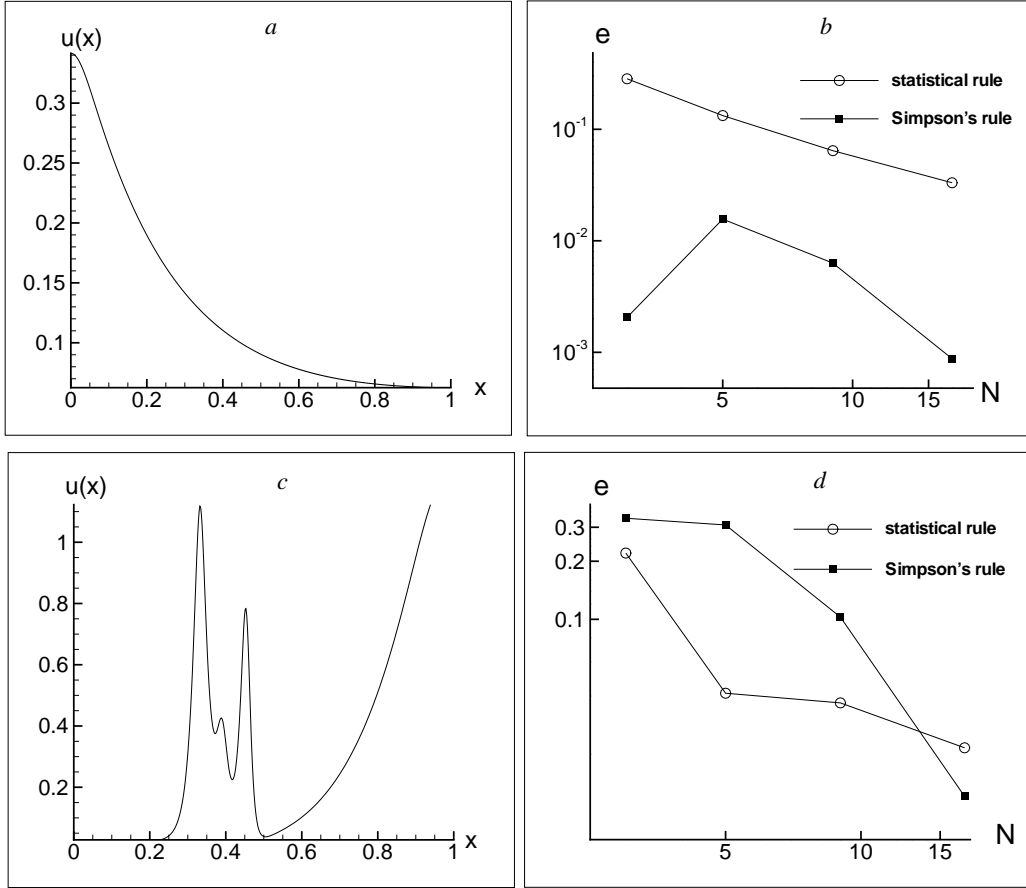 a
u(x)
0.3
0.25
0.2
0.15
0.1
0 0.2 0.4 0.6 0.8 1
x
b
e
statistical rule
Simpson's rule
10-1
10-2
10-3
5 10 15
N
c
u(x)
1
0.8
0.6
0.4
0.2
0 0.2 0.4 0.6 0.8 1
x
d
e
statistical rule
Simpson's rule
0.3
0.2
0.1
5 10 15
N